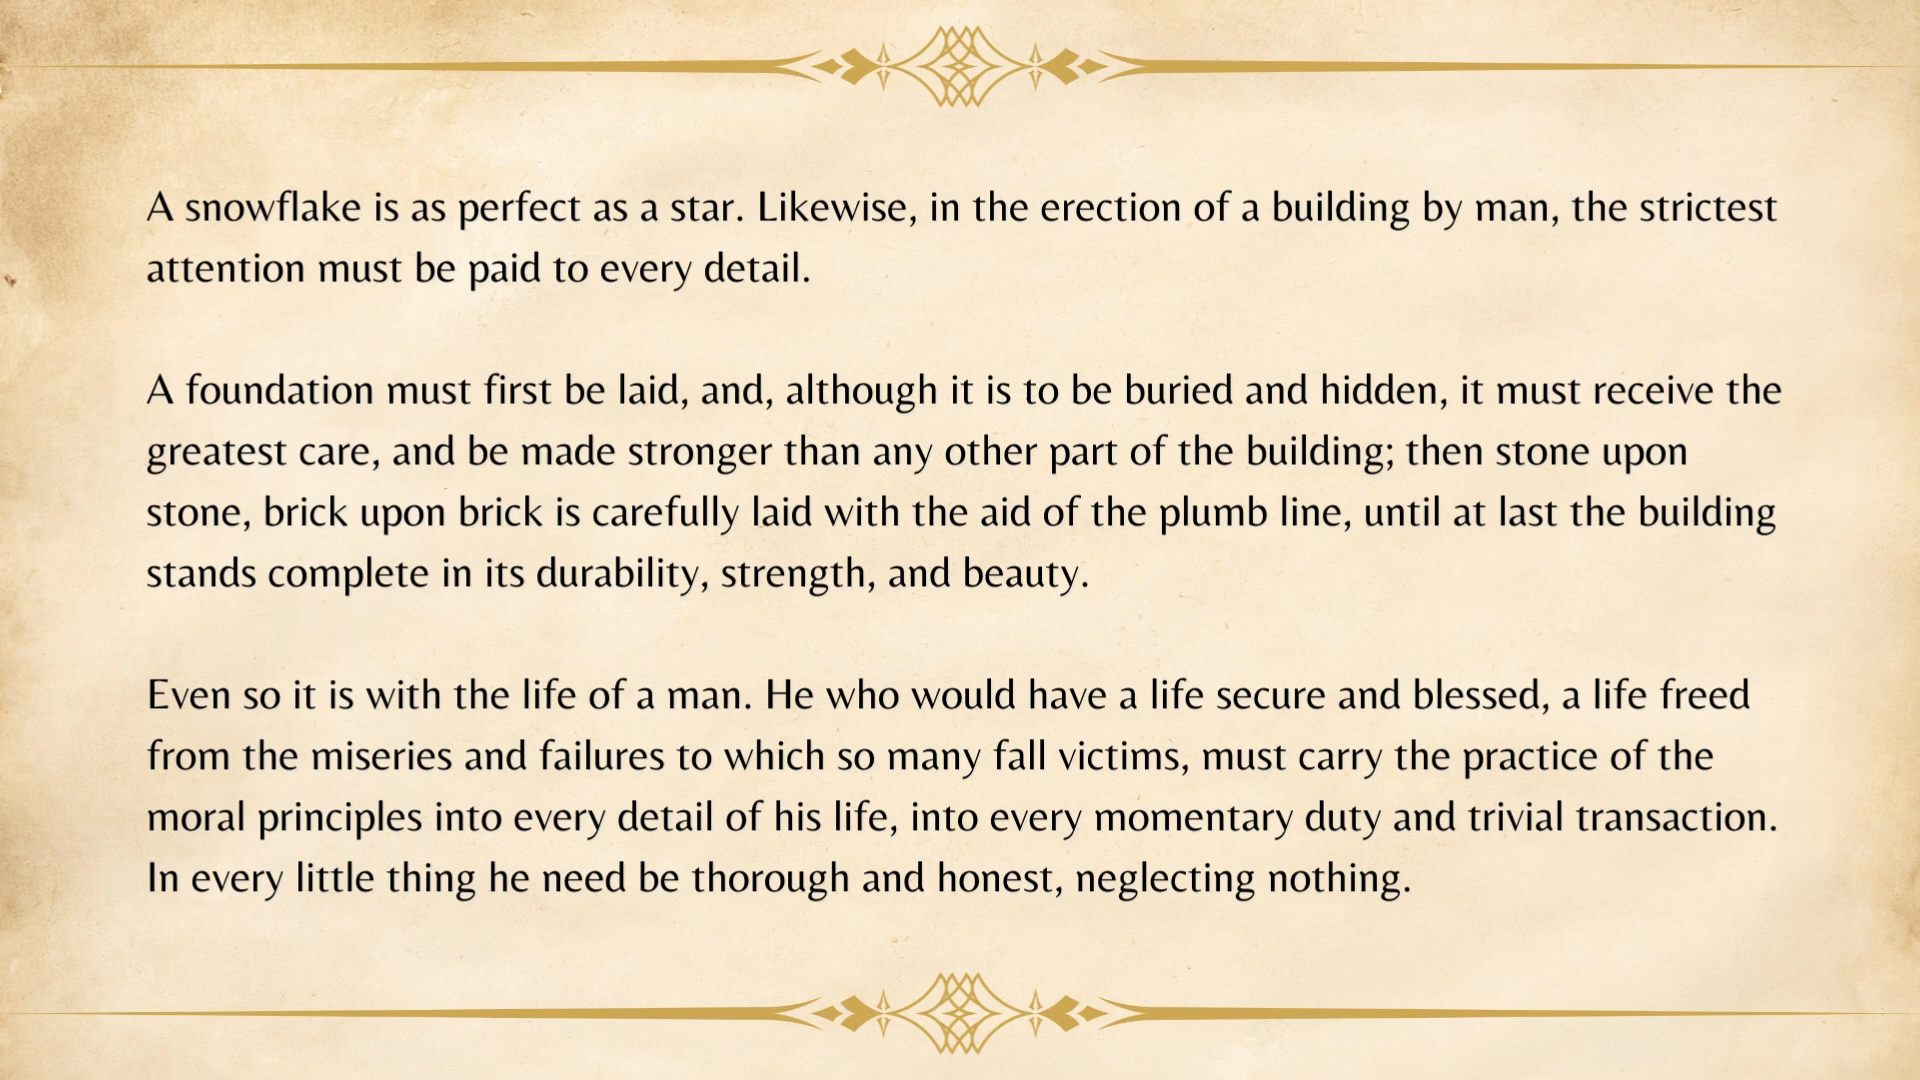 A snowflake is as perfect as a star. Likewise, in the erection of a building by man, the strictest
attention must be paid to every detail.
A foundation must first be laid, and, although it is to be buried and hidden, it must receive the
greatest care, and be made stronger than any other part of the building; then stone upon
stone, brick upon brick is carefully laid with the aid of the plumb line, until at last the building
stands complete in its durability, strength, and beauty.
Even so it is with the life of a man. He who would have a life secure and blessed, a life freed
from the miseries and failures to which so many fall victims, must carry the practice of the
moral principles into every detail of his life, into every momentary duty and trivial transaction.
In every little thing he need be thorough and honest, neglecting nothing.